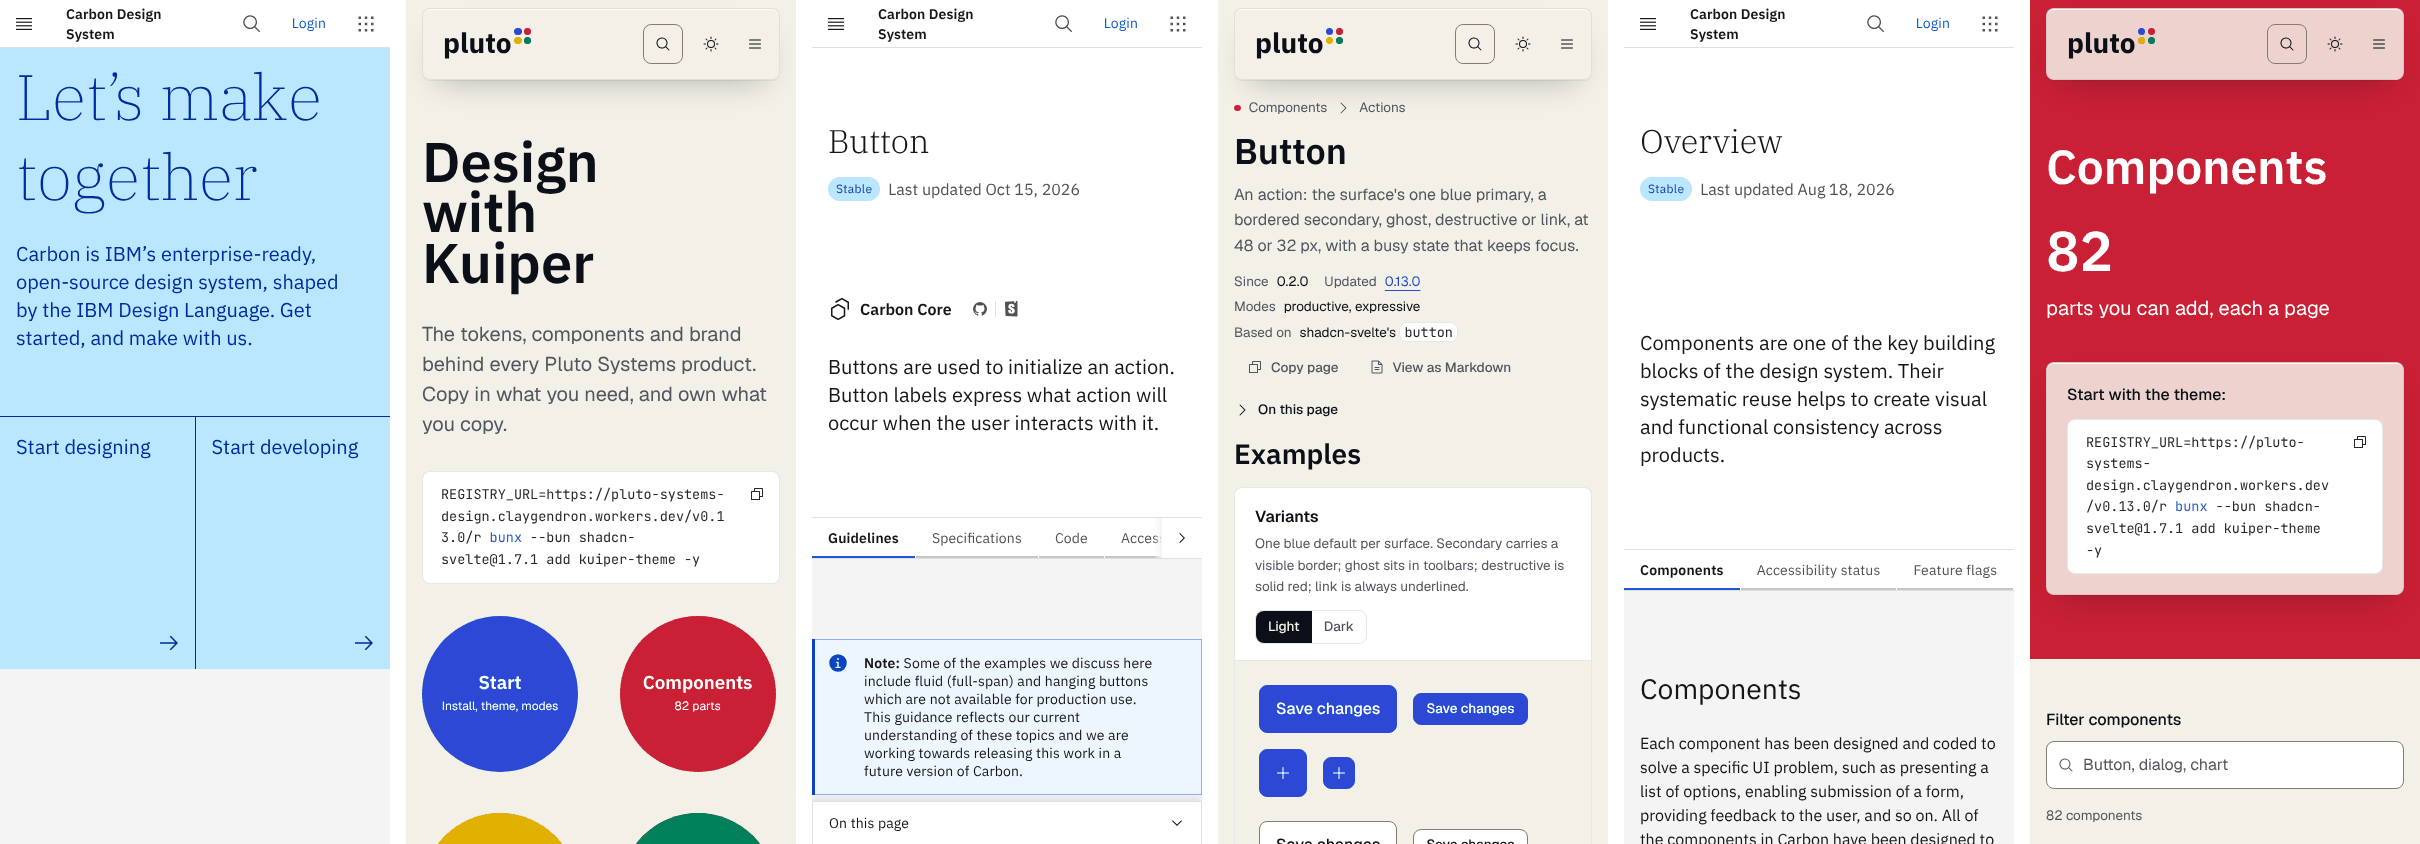 Carbon Design
System
Login
Let's make
together
Carbon is IBM's enterprise-ready,
open-source design system, shaped
by the IBM Design Language. Get
started, and make with us.
Start designing
Start developing
pluto
Design
with
Kuiper
The tokens, components and brand
behind every Pluto Systems product.
Copy in what you need, and own what
you copy.
REGISTRY_URL=https://pluto-systems-
design.claygendron.workers.dev/v0.1
3.0/r bunx --bun shadcn-
svelte@1.7.1 add kuiper-theme -y
Start
Install, theme, modes
Components
82 parts
Carbon Design
System
Login
Button
Stable Last updated Oct 15, 2026
Carbon Core
Buttons are used to initialize an action.
Button labels express what action will
occur when the user interacts with it.
Guidelines Specifications Code Acces
Note: Some of the examples we discuss here
include fluid (full-span) and hanging buttons
which are not available for production use.
This guidance reflects our current
understanding of these topics and we are
working towards releasing this work in a
future version of Carbon.
On this page
pluto
Components > Actions
Button
An action: the surface's one blue primary, a
bordered secondary, ghost, destructive or link, at
48 or 32 px, with a busy state that keeps focus.
Since 0.2.0 Updated 0.13.0
Modes productive, expressive
Based on shadcn-svelte's button
Copy page View as Markdown
On this page
Examples
Variants
One blue default per surface. Secondary carries a
visible border; ghost sits in toolbars; destructive is
solid red; link is always underlined.
Light Dark
Save changes Save changes
Save changes Save changes
Carbon Design
System
Login
Overview
Stable Last updated Aug 18, 2026
Components are one of the key building
blocks of the design system. Their
systematic reuse helps to create visual
and functional consistency across
products.
Components Accessibility status Feature flags
Components
Each component has been designed and coded to
solve a specific UI problem, such as presenting a
list of options, enabling submission of a form,
providing feedback to the user, and so on. All of
the components in Carbon have been designed to
pluto
Components
82
parts you can add, each a page
Start with the theme:
REGISTRY_URL=https://pluto-
systems-
design.claygendron.workers.dev
/v0.13.0/r bunx --bun shadcn-
svelte@1.7.1 add kuiper-theme
-y
Filter components
Button, dialog, chart
82 components